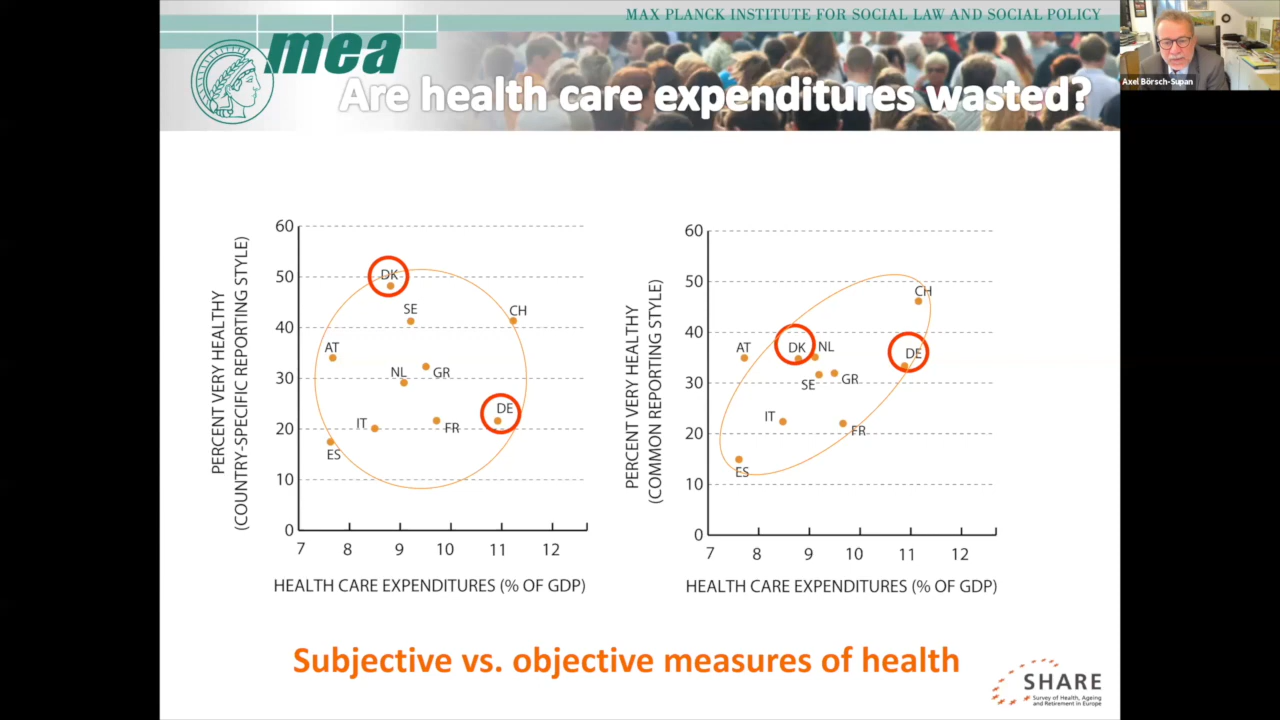 MAX PLANCK INSTITUTE FOR SOCIAL LAW AND SOCIAL POLICY
mea
Are health care expenditures wasted?
Axel Börsch-Supan
PERCENT VERY HEALTHY
(COUNTRY-SPECIFIC REPORTING STYLE)
60
50
40
30
20
10
0
DK
SE
CH
AT
NL
GR
DE
IT
FR
ES
7
8
9
10
11
12
HEALTH CARE EXPENDITURES (% OF GDP)
PERCENT VERY HEALTHY
(COMMON REPORTING STYLE)
60
50
40
30
20
10
0
CH
AT
DK
NL
DE
SE
GR
IT
FR
ES
7
8
9
10
11
12
HEALTH CARE EXPENDITURES (% OF GDP)
Subjective vs. objective measures of health
SHARE
Survey of Health, Ageing
and Retirement in Europe